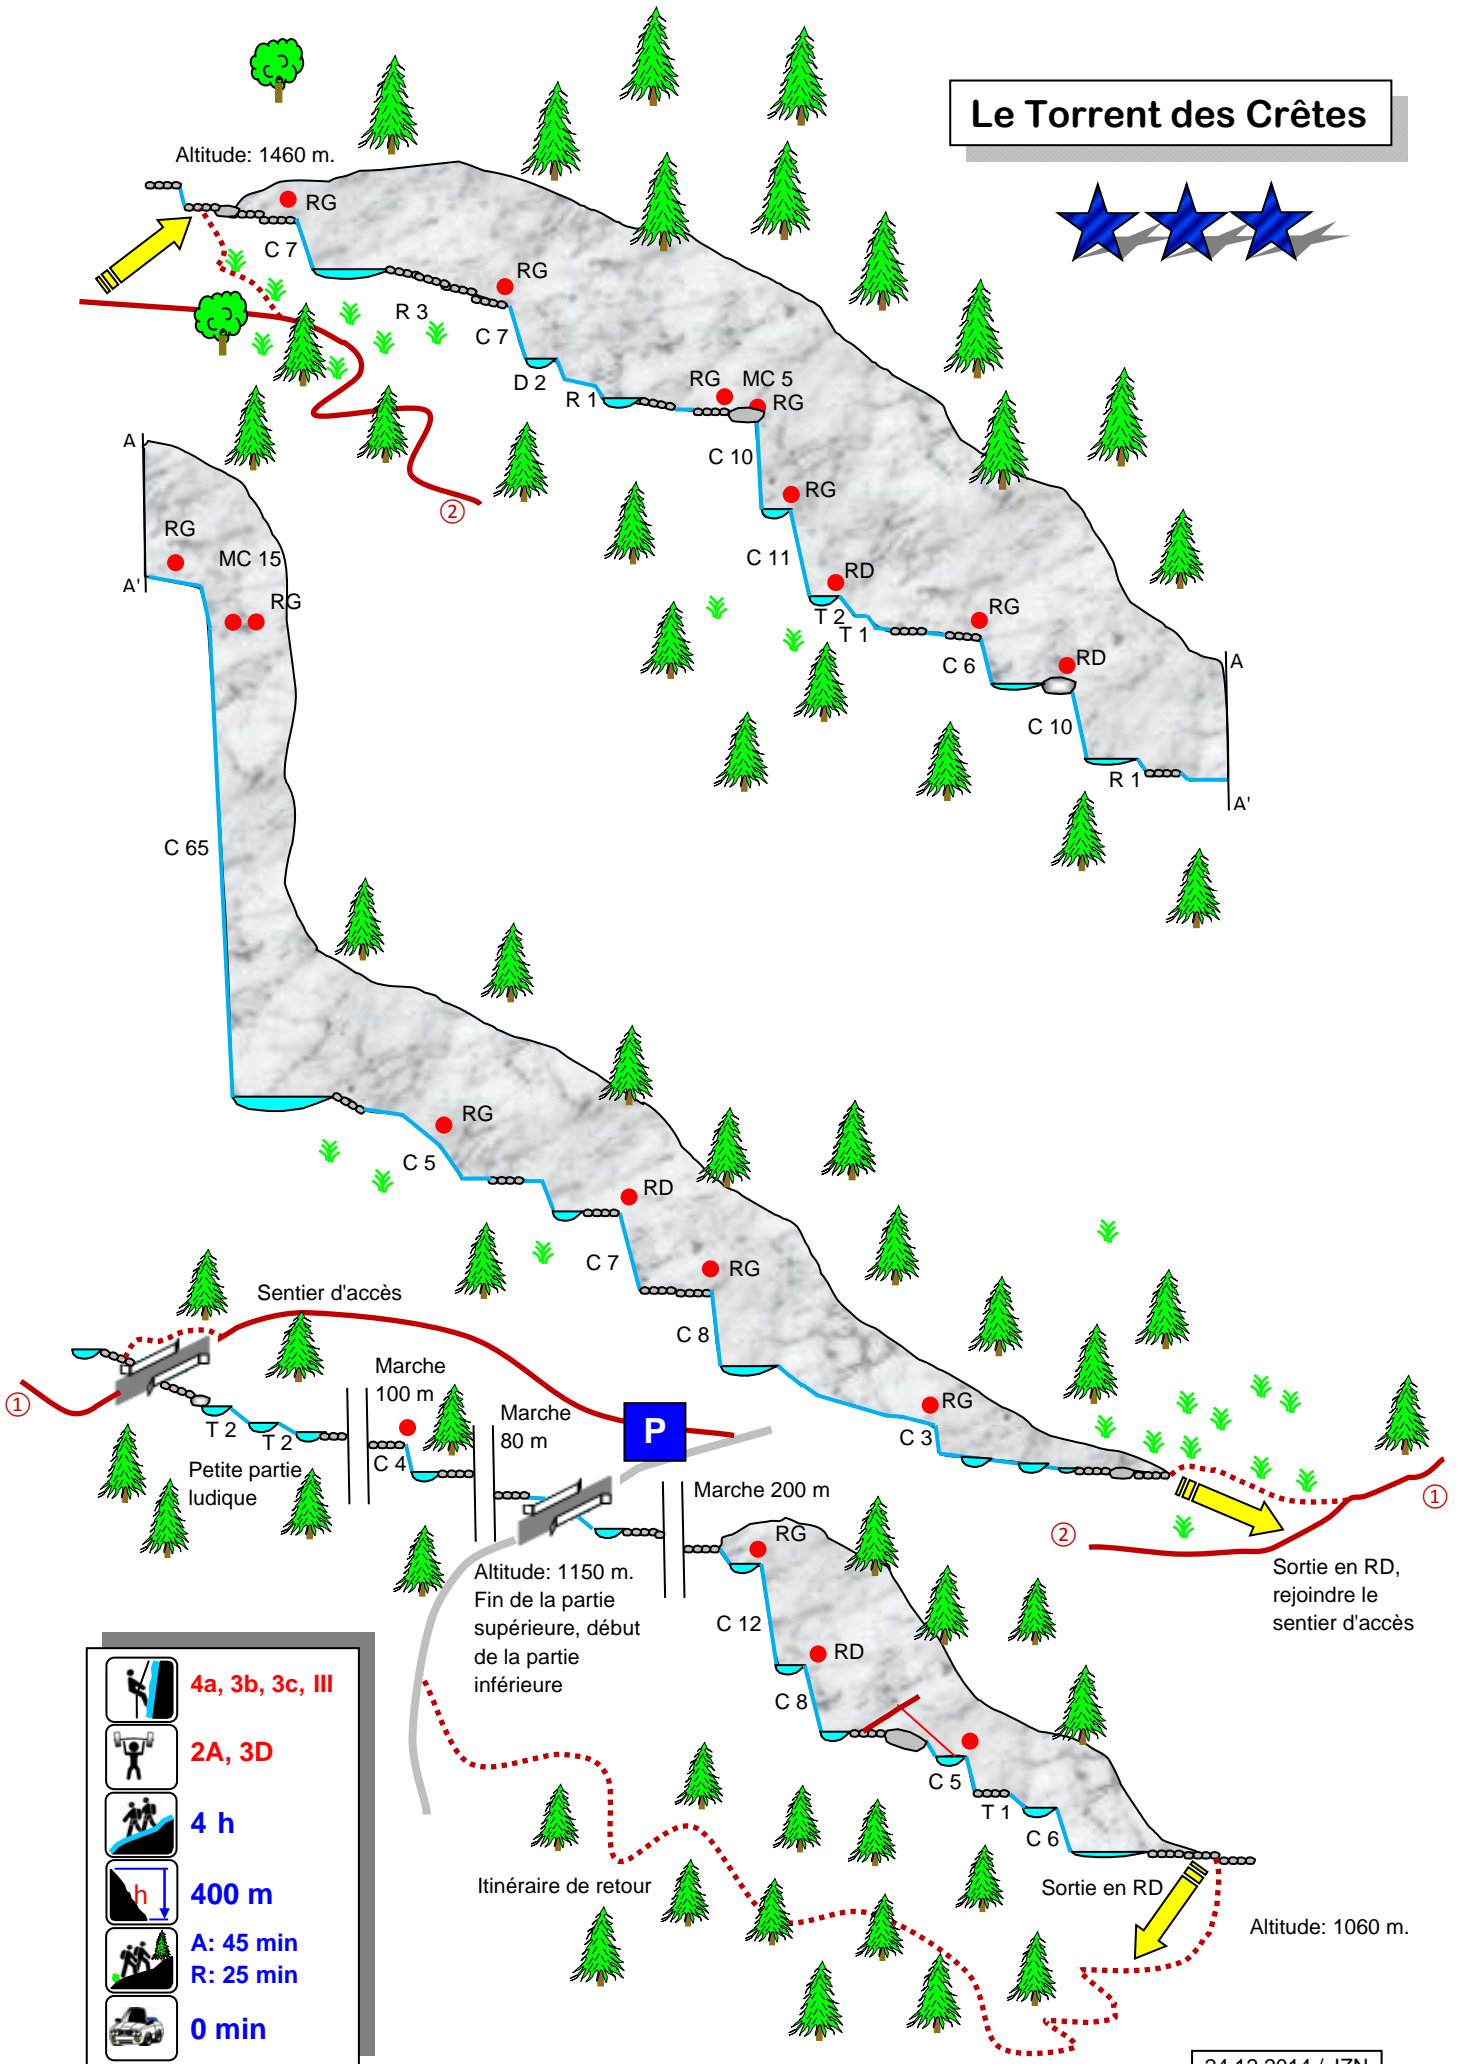 Le Torrent des Crêtes
Altitude: 1460 m.
RG
C 7
RG
R 3
C 7
D 2
R 1
RG
MC 5
RG
C 10
RG
C 11
RD
T 2
T 1
RG
C 6
RD
C 10
R 1
A
A'
②
A
A'
RG
MC 15
RG
C 65
RG
C 5
RD
C 7
RG
C 8
RG
C 3
Sentier d'accès
①
T 2
T 2
Petite partie
ludique
Marche
100 m
C 4
Marche
80 m
P
Marche 200 m
①
②
Sortie en RD,
rejoindre le
sentier d'accès
Altitude: 1150 m.
Fin de la partie
supérieure, début
de la partie
inférieure
RG
C 12
RD
C 8
C 5
T 1
C 6
Itinéraire de retour
Sortie en RD
Altitude: 1060 m.
4a, 3b, 3c, III
2A, 3D
4 h
h
400 m
A: 45 min
R: 25 min
0 min
24.12.2014 / JZN